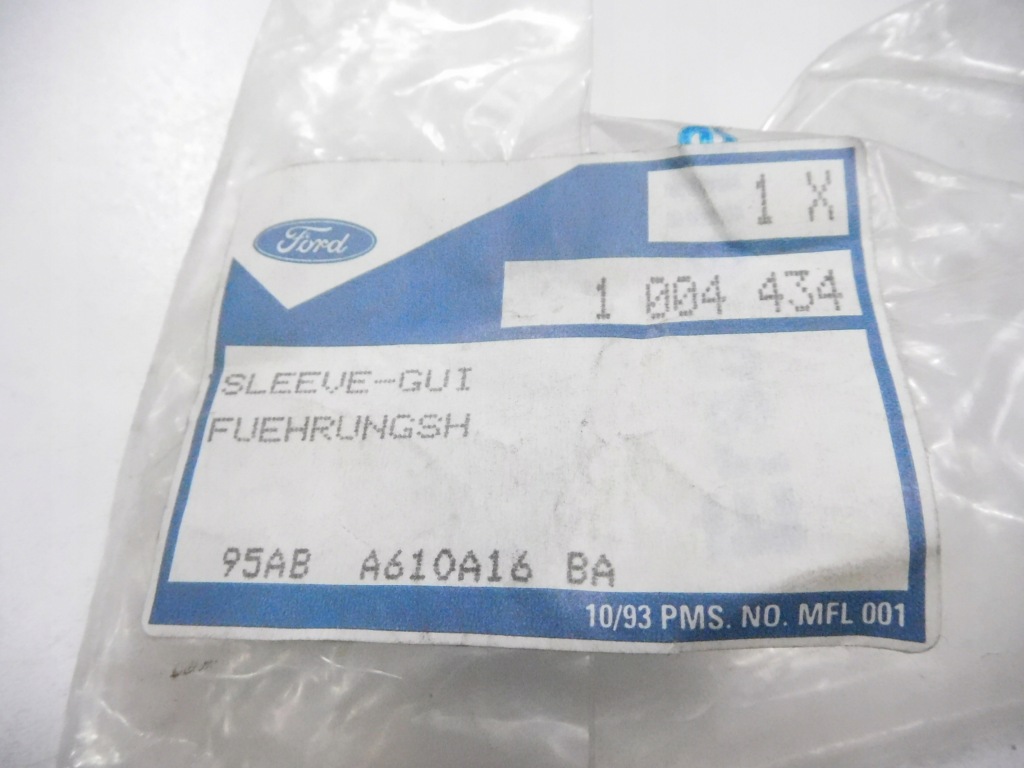 Ford
1 X
1 004 434
SLEEVE-GUI
FUEHRUNGSH
95AB A610A16 BA
10/93 PMS. NO. MFL 001